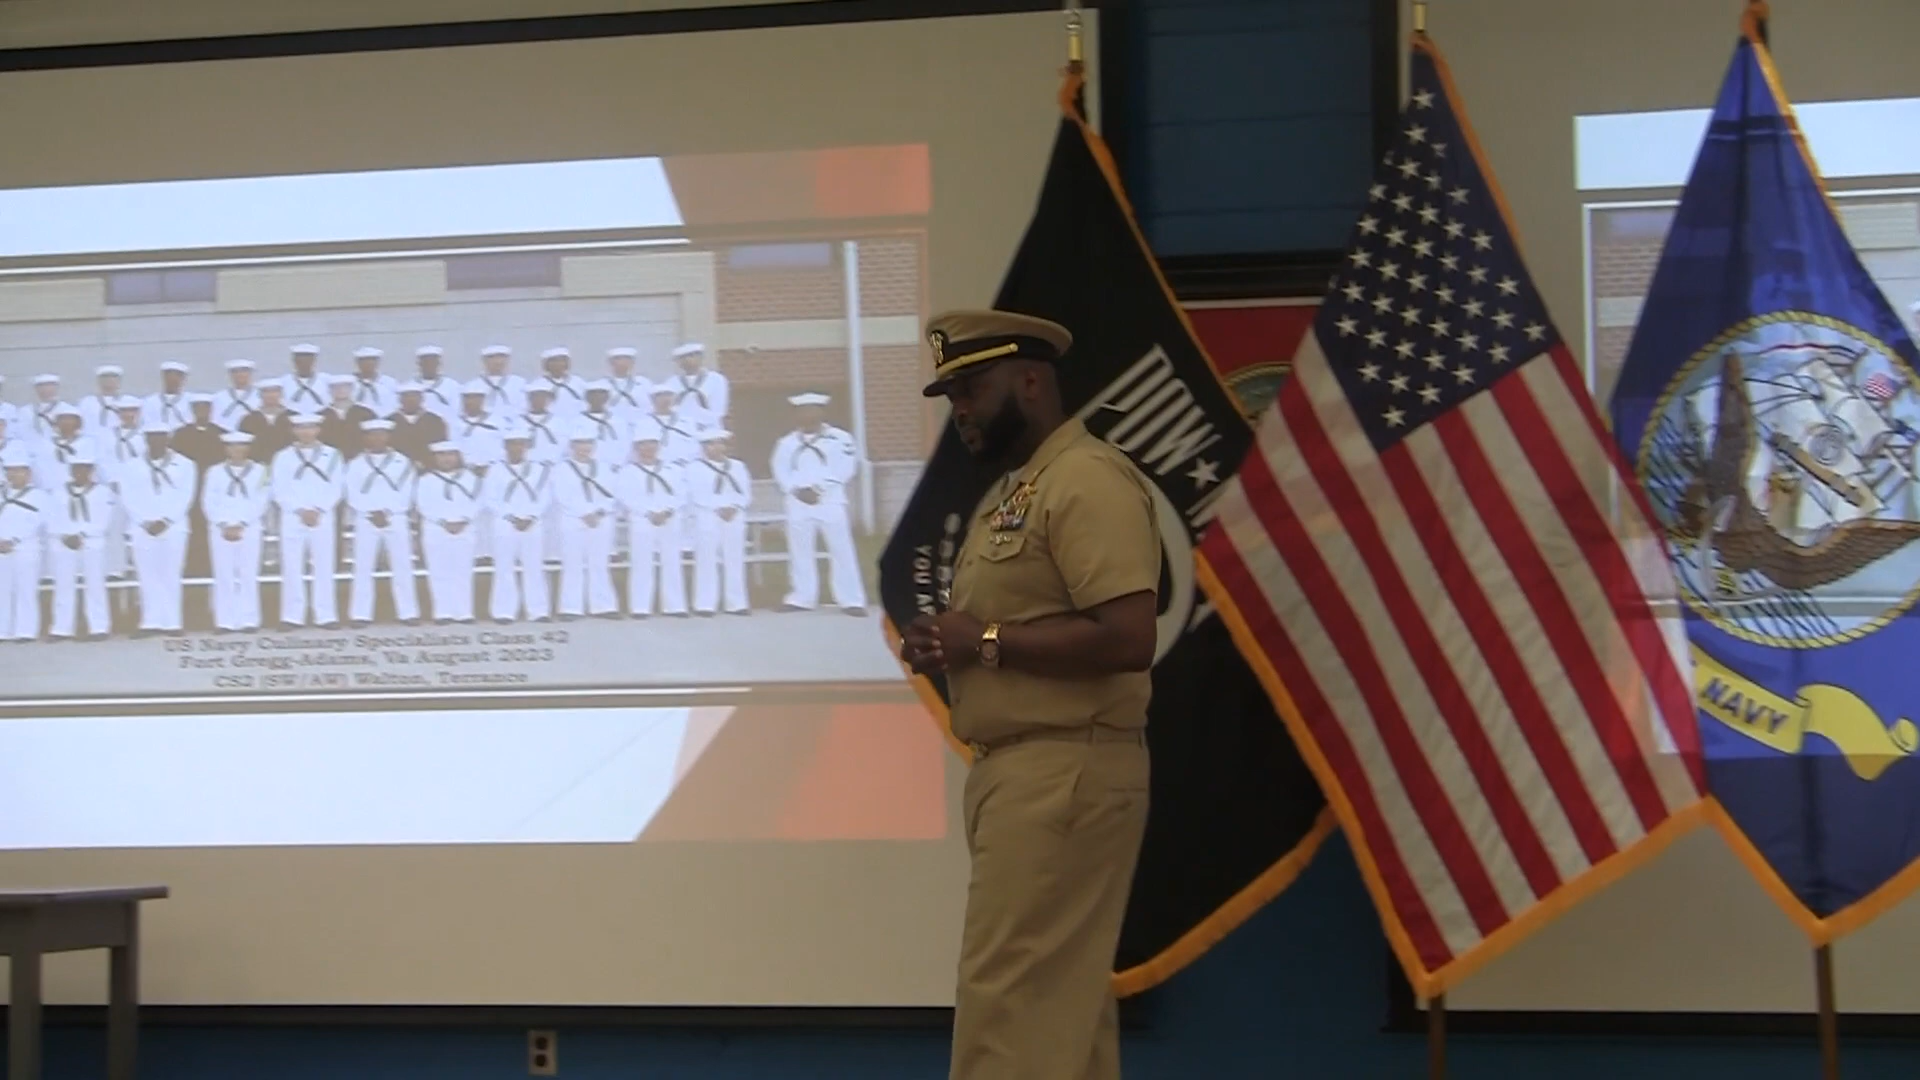 US Navy Culinary Specialists Class 42
Fort Gregg-Adams, Va August 2023
CS2 (SW/AW) Walton, Terrance
POW★
YOU
NAVY